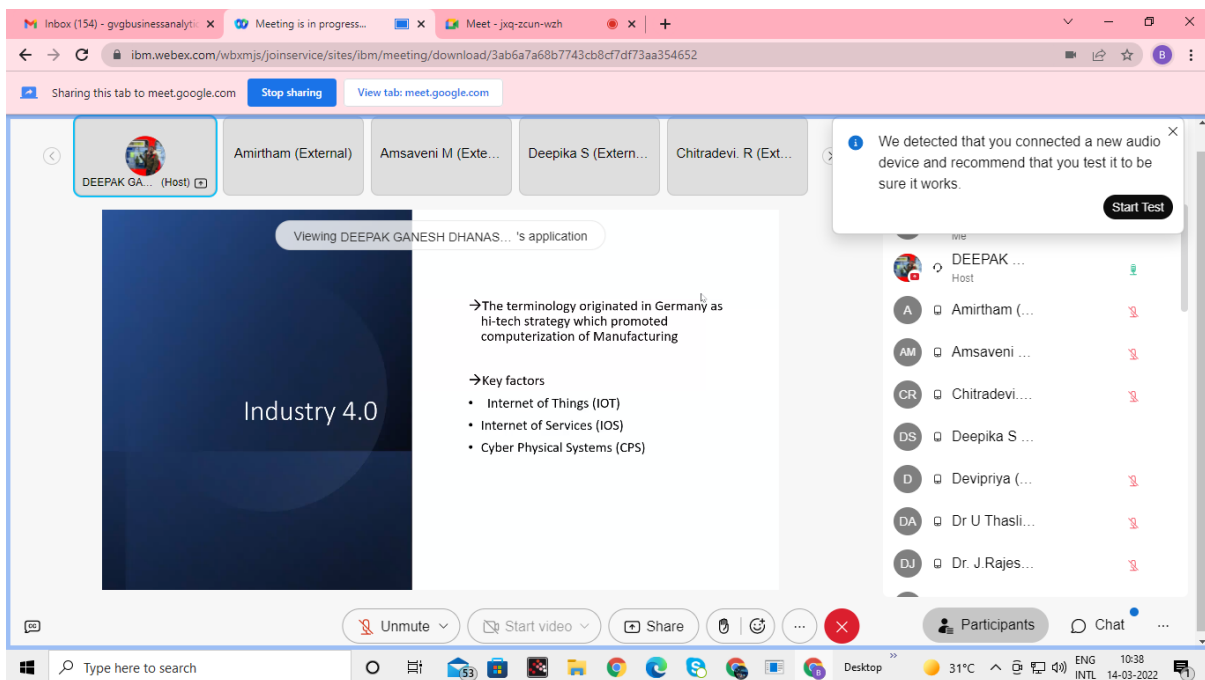 Inbox (154) - gvgbusinessanalytic
Meeting is in progress...
Meet - jxq-zcun-wzh
ibm.webex.com/wbxmjs/joinservice/sites/ibm/meeting/download/3ab6a7a68b7743cb8cf7df73aa354652
B
Sharing this tab to meet.google.com
Stop sharing
View tab: meet.google.com
DEEPAK GA... (Host)
Amirtham (External)
Amsaveni M (Exte...
Deepika S (Extern...
Chitradevi. R (Ext...
We detected that you connected a new audio
device and recommend that you test it to be
sure it works.
Start Test
Viewing DEEPAK GANESH DHANAS... 's application
Industry 4.0
→The terminology originated in Germany as
hi-tech strategy which promoted
computerization of Manufacturing
→Key factors
• Internet of Things (IOT)
• Internet of Services (IOS)
• Cyber Physical Systems (CPS)
Me
DEEPAK ...
Host
A Amirtham (...
AM Amsaveni ...
CR Chitradevi....
DS Deepika S ...
D Devipriya (...
DA Dr U Thasli...
DJ Dr. J.Rajes...
CC
Unmute
Start video
Share
Participants
Chat
Type here to search
53
Desktop
31°C
ENG
INTL
10:38
14-03-2022